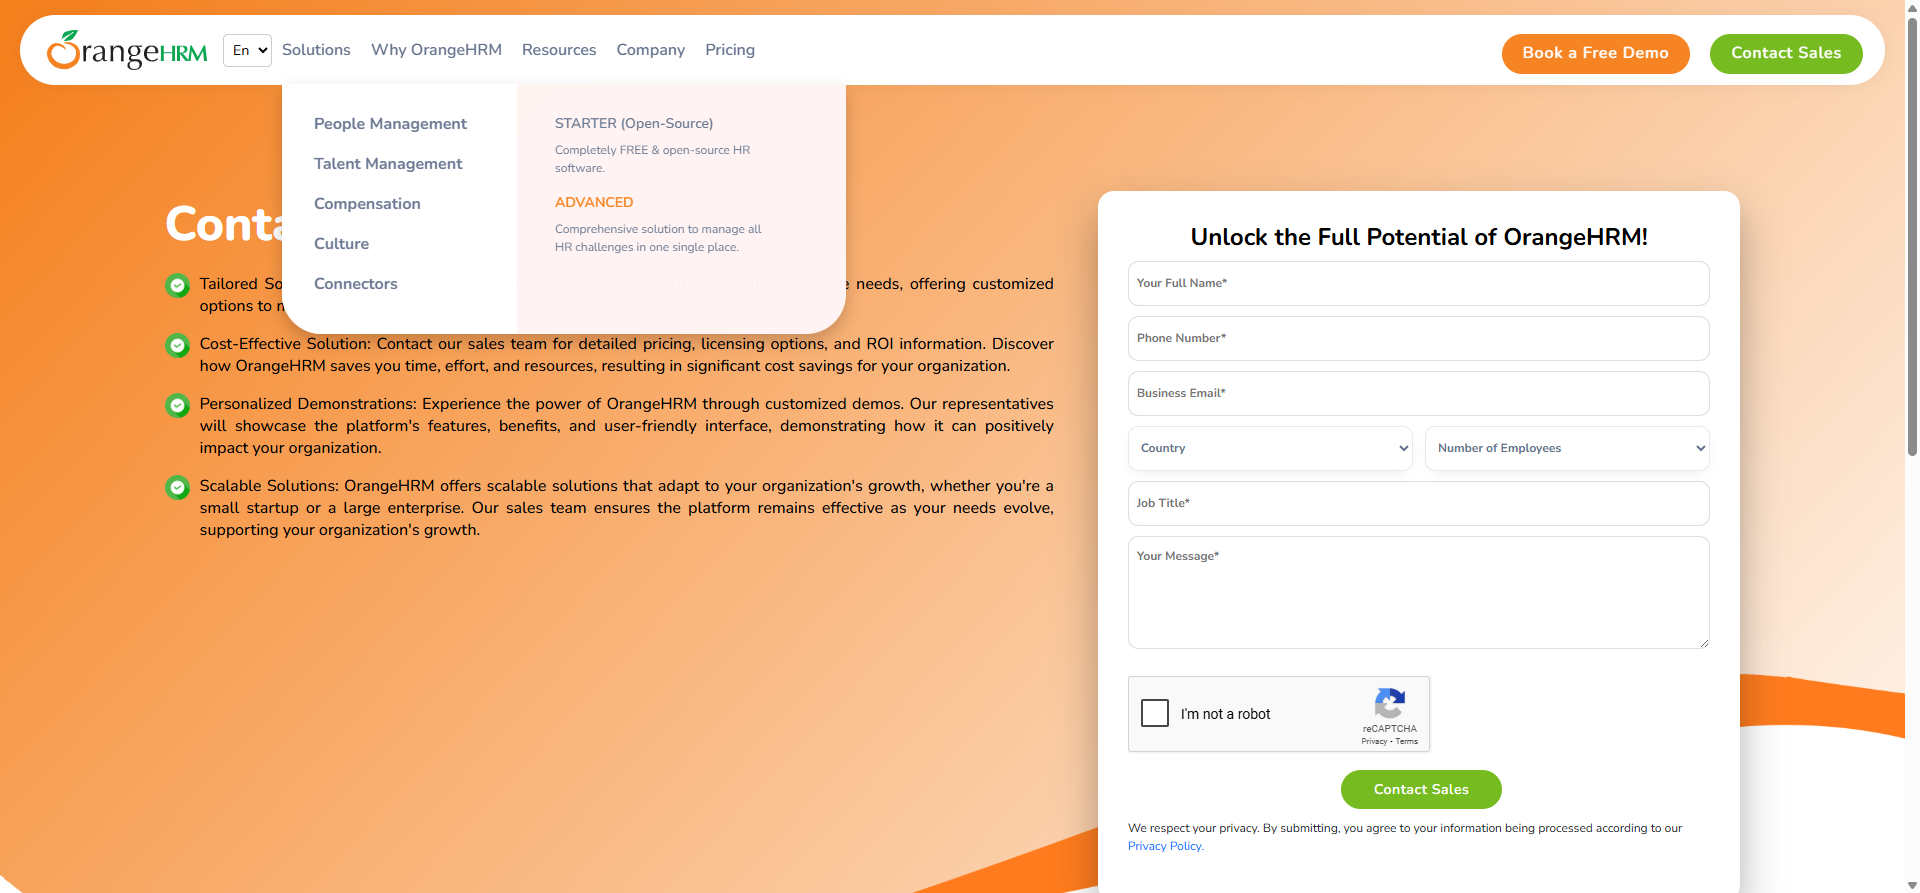 OrangeHRM
En
Solutions
Why OrangeHRM
Resources
Company
Pricing
Book a Free Demo
Contact Sales
People Management
Talent Management
Compensation
Culture
Connectors
STARTER (Open-Source)
Completely FREE & open-source HR
software.
ADVANCED
Comprehensive solution to manage all
HR challenges in one single place.
Tailored
needs, offering customized
options to
Cost-Effective Solution: Contact our sales team for detailed pricing, licensing options, and ROI information. Discover
how OrangeHRM saves you time, effort, and resources, resulting in significant cost savings for your organization.
Personalized Demonstrations: Experience the power of OrangeHRM through customized demos. Our representatives
will showcase the platform's features, benefits, and user-friendly interface, demonstrating how it can positively
impact your organization.
Scalable Solutions: OrangeHRM offers scalable solutions that adapt to your organization's growth, whether you're a
small startup or a large enterprise. Our sales team ensures the platform remains effective as your needs evolve,
supporting your organization's growth.
Unlock the Full Potential of OrangeHRM!
Your Full Name*
Phone Number*
Business Email*
Country
Number of Employees
Job Title*
Your Message*
I'm not a robot
reCAPTCHA
Privacy - Terms
Contact Sales
We respect your privacy. By submitting, you agree to your information being processed according to our
Privacy Policy.